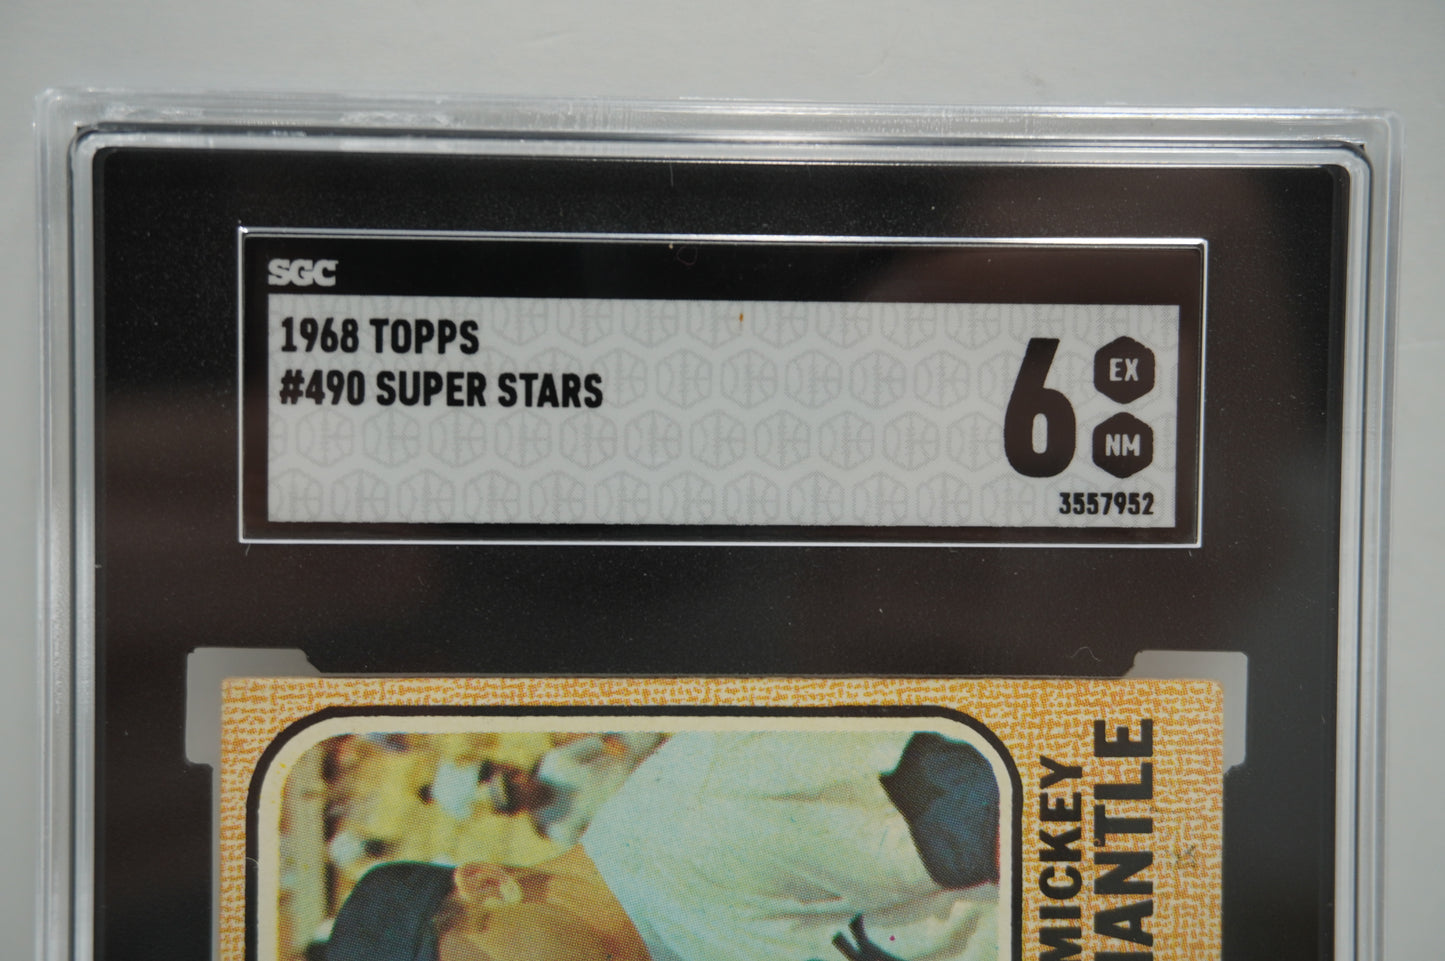 SGC
1968 TOPPS
#490 SUPER STARS
6
EX
NM
3557952
MICKEY
MANTLE